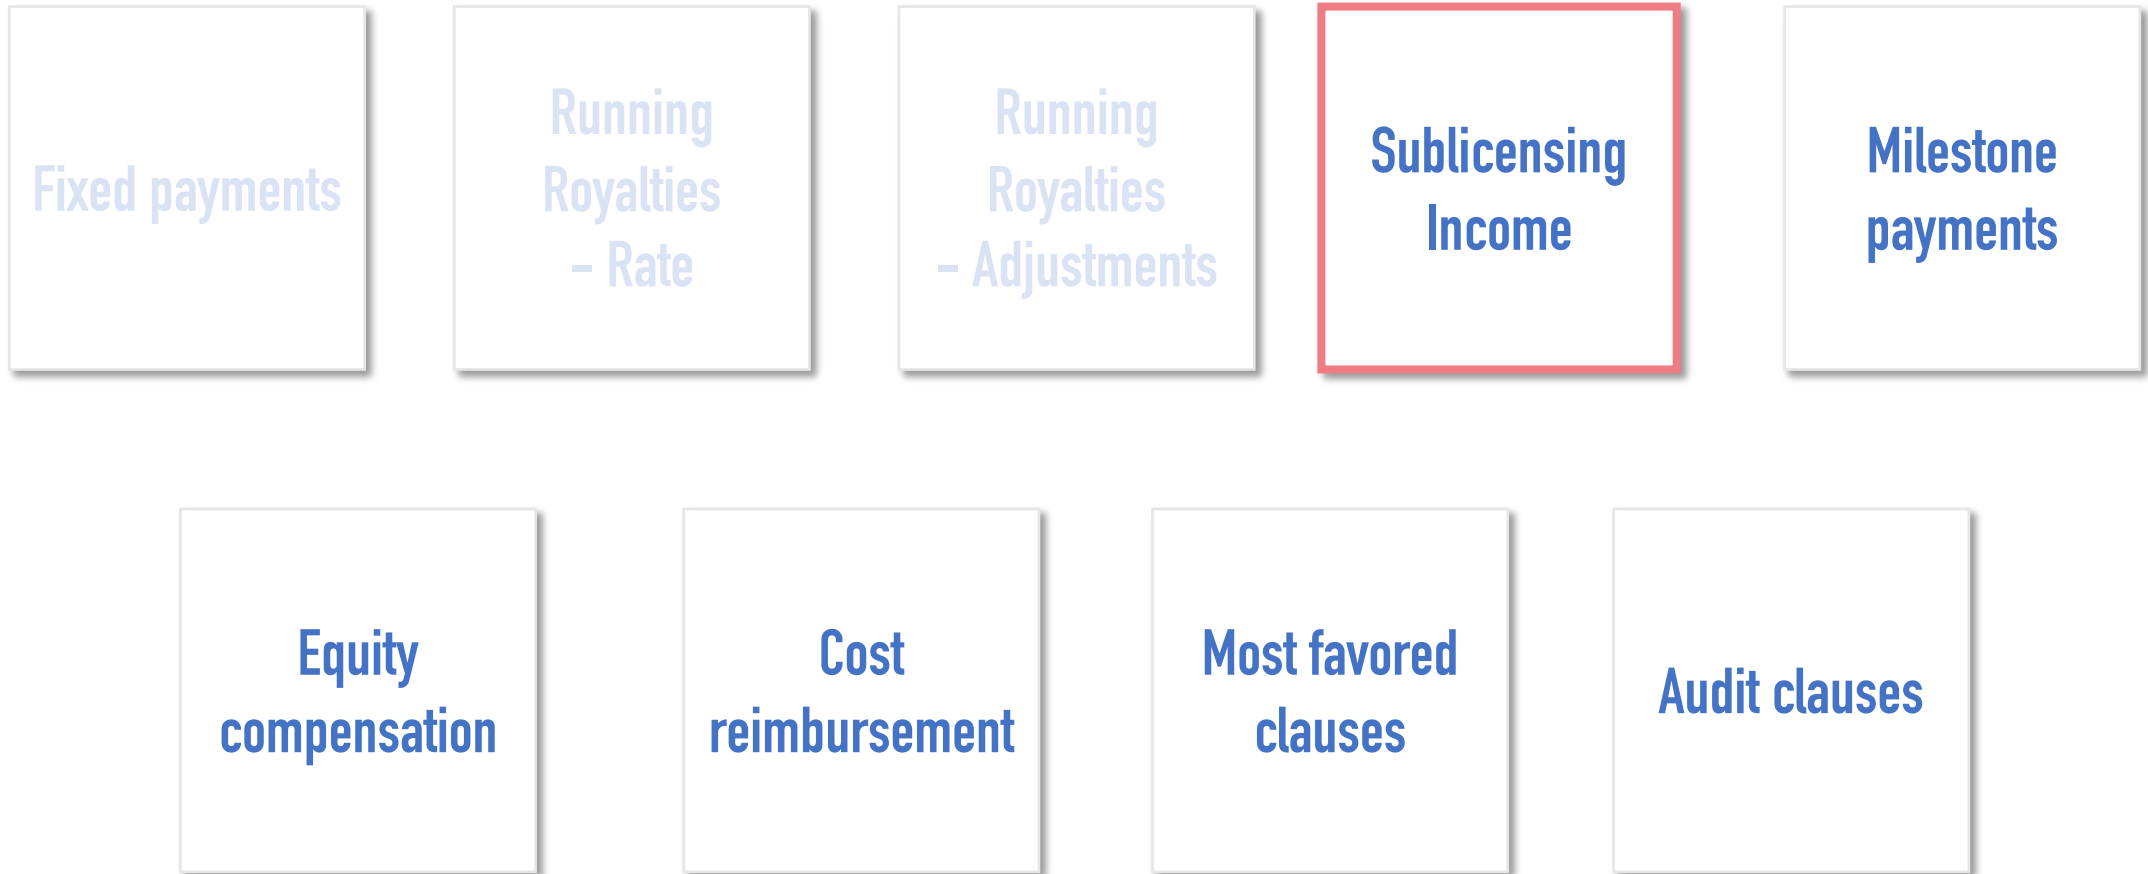 Fixed payments
Running
Royalties
– Rate
Running
Royalties
– Adjustments
Sublicensing
Income
Milestone
payments
Equity
compensation
Cost
reimbursement
Most favored
clauses
Audit clauses